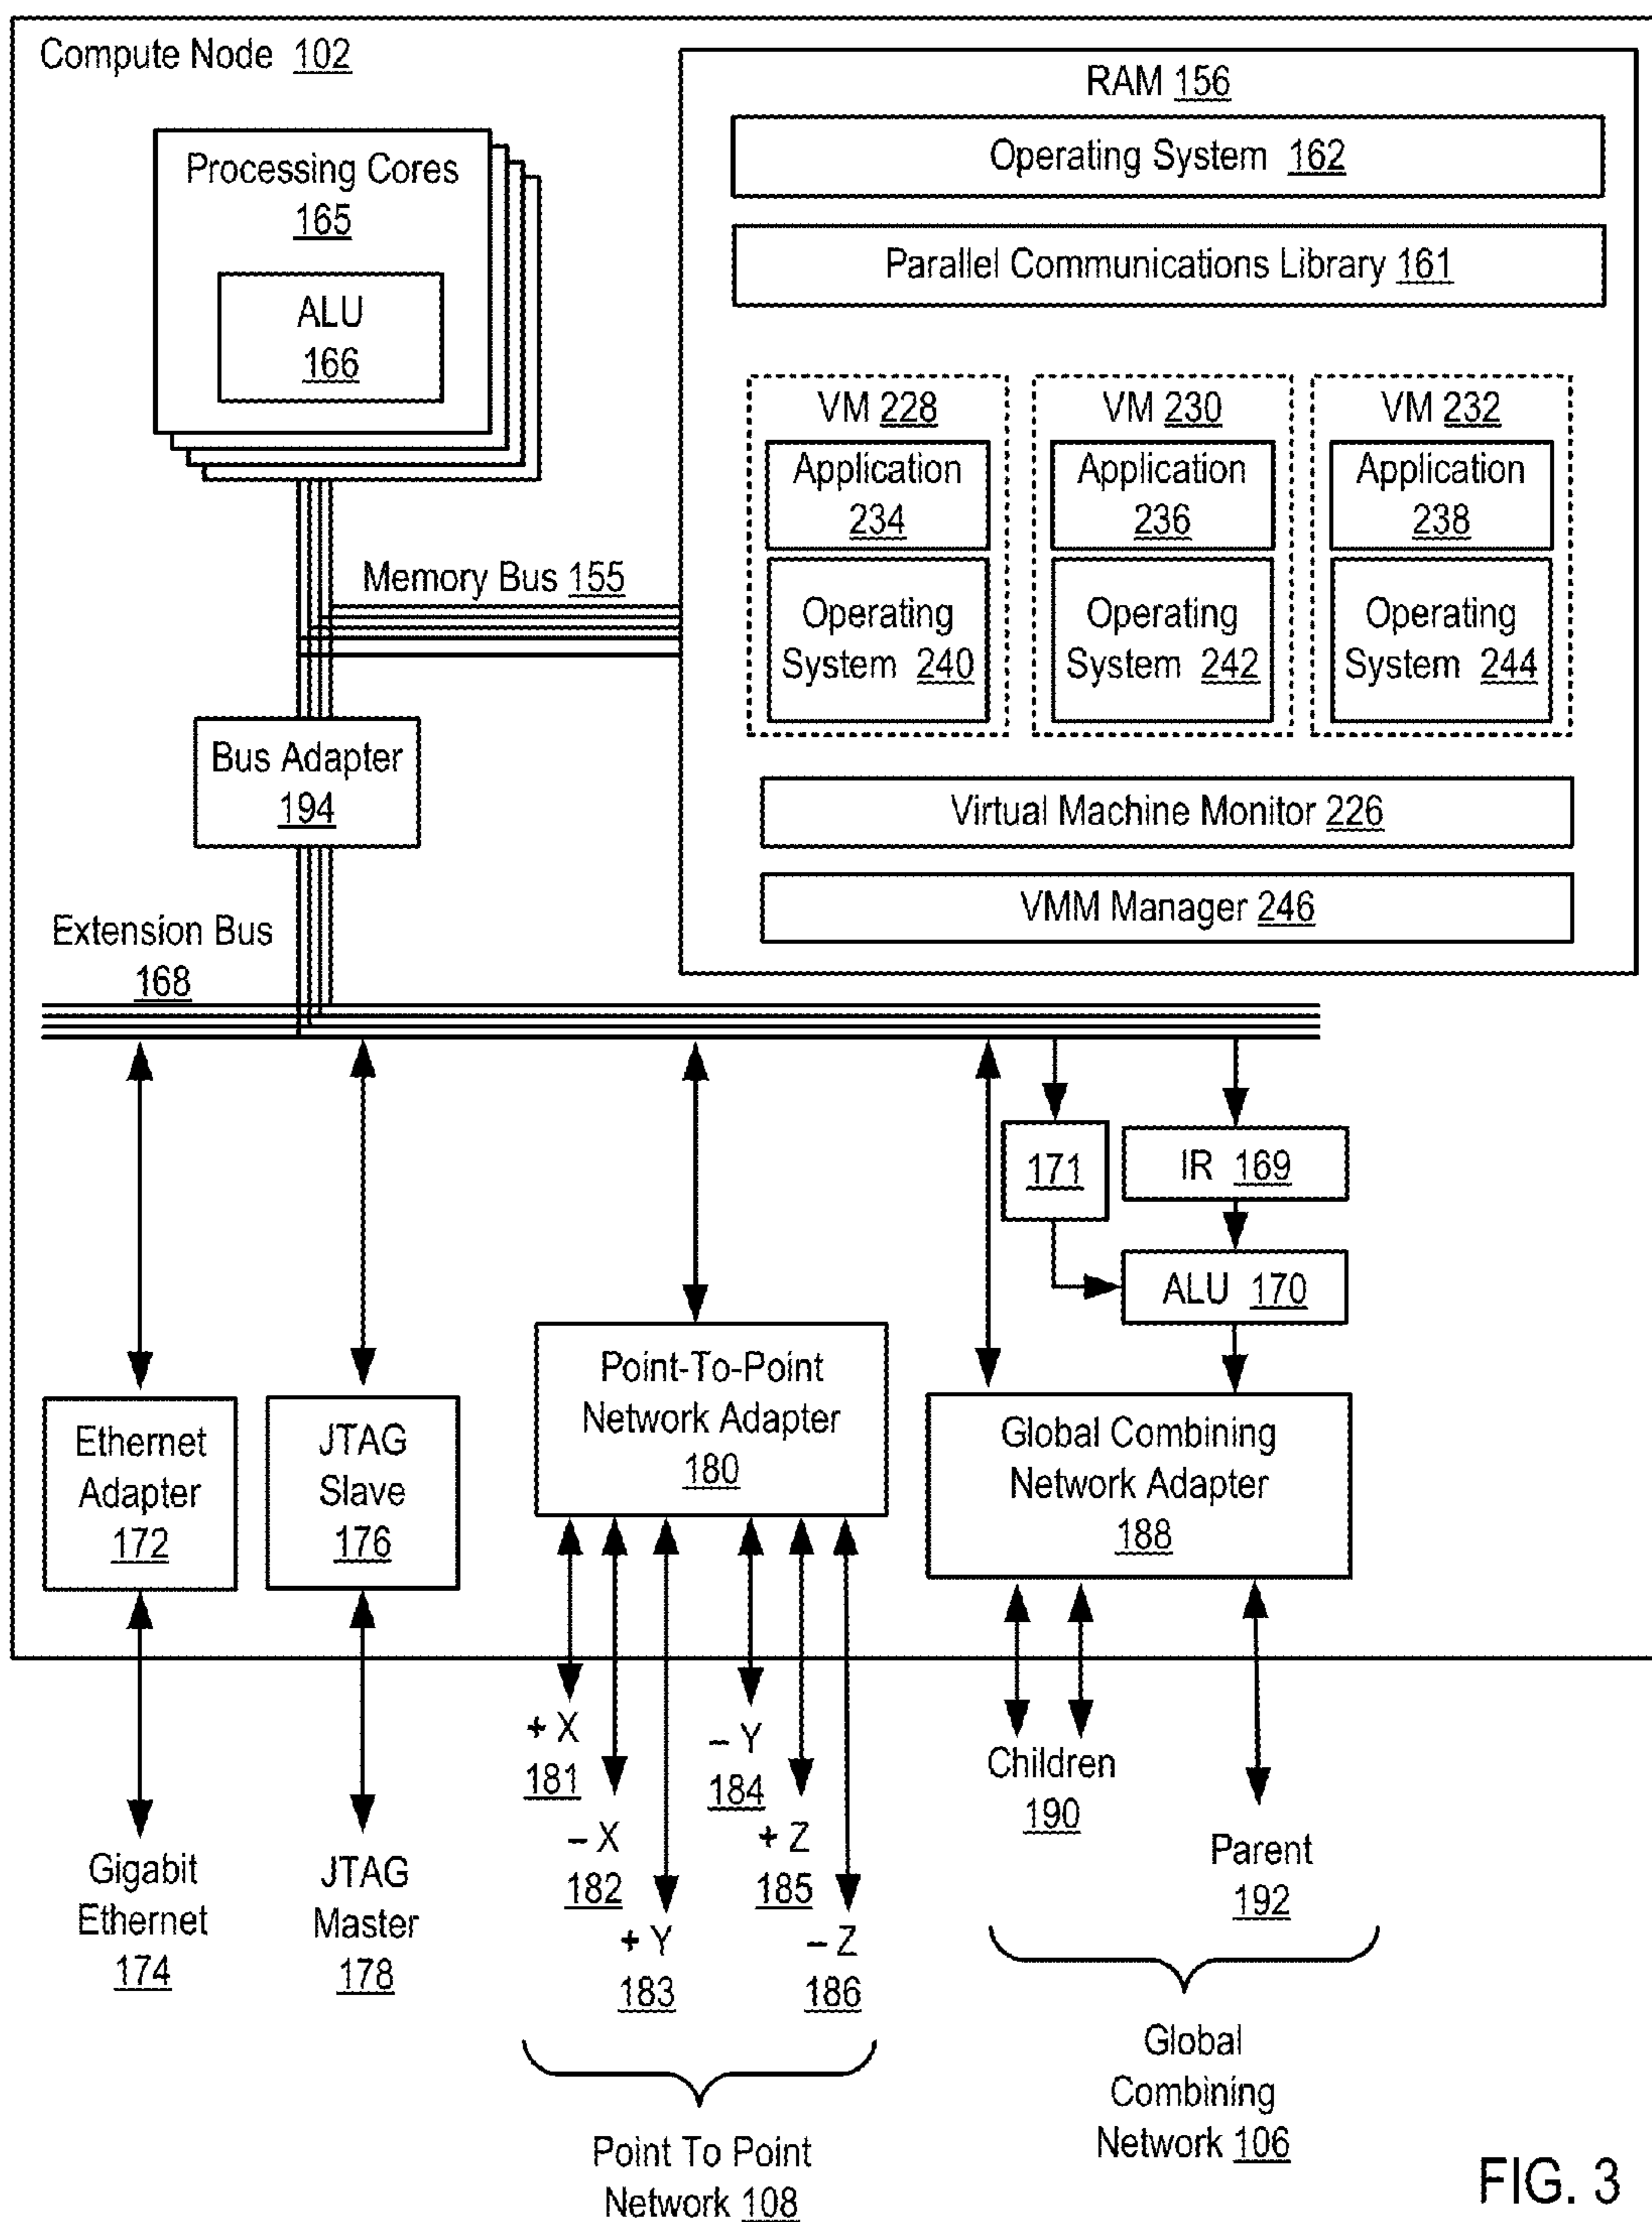 Compute Node 102
RAM 156
Operating System 162
Parallel Communications Library 161
Processing Cores
165
ALU
166
VM 228
Application
234
Operating
System 240
VM 230
Application
236
Operating
System 242
VM 232
Application
238
Operating
System 244
Memory Bus 155
Bus Adapter
194
Virtual Machine Monitor 226
VMM Manager 246
Extension Bus
168
171
IR 169
ALU 170
Ethernet
Adapter
172
JTAG
Slave
176
Point-To-Point
Network Adapter
180
Global Combining
Network Adapter
188
Gigabit
Ethernet
174
JTAG
Master
178
+ X
181
– X
182
+ Y
183
– Y
184
+ Z
185
– Z
186
Children
190
Parent
192
Point To Point
Network 108
Global
Combining
Network 106
FIG. 3